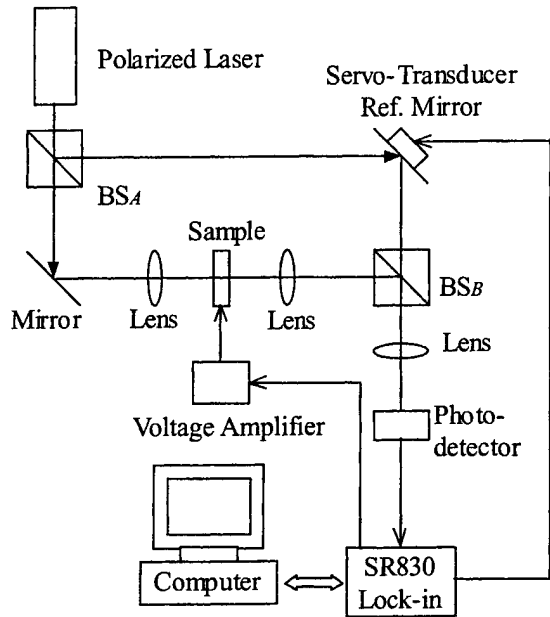 Polarized Laser
Servo-Transducer
Ref. Mirror
BSA
Sample
Mirror
Lens
Lens
BSB
Lens
Voltage Amplifier
Photo-
detector
Computer
SR830
Lock-in